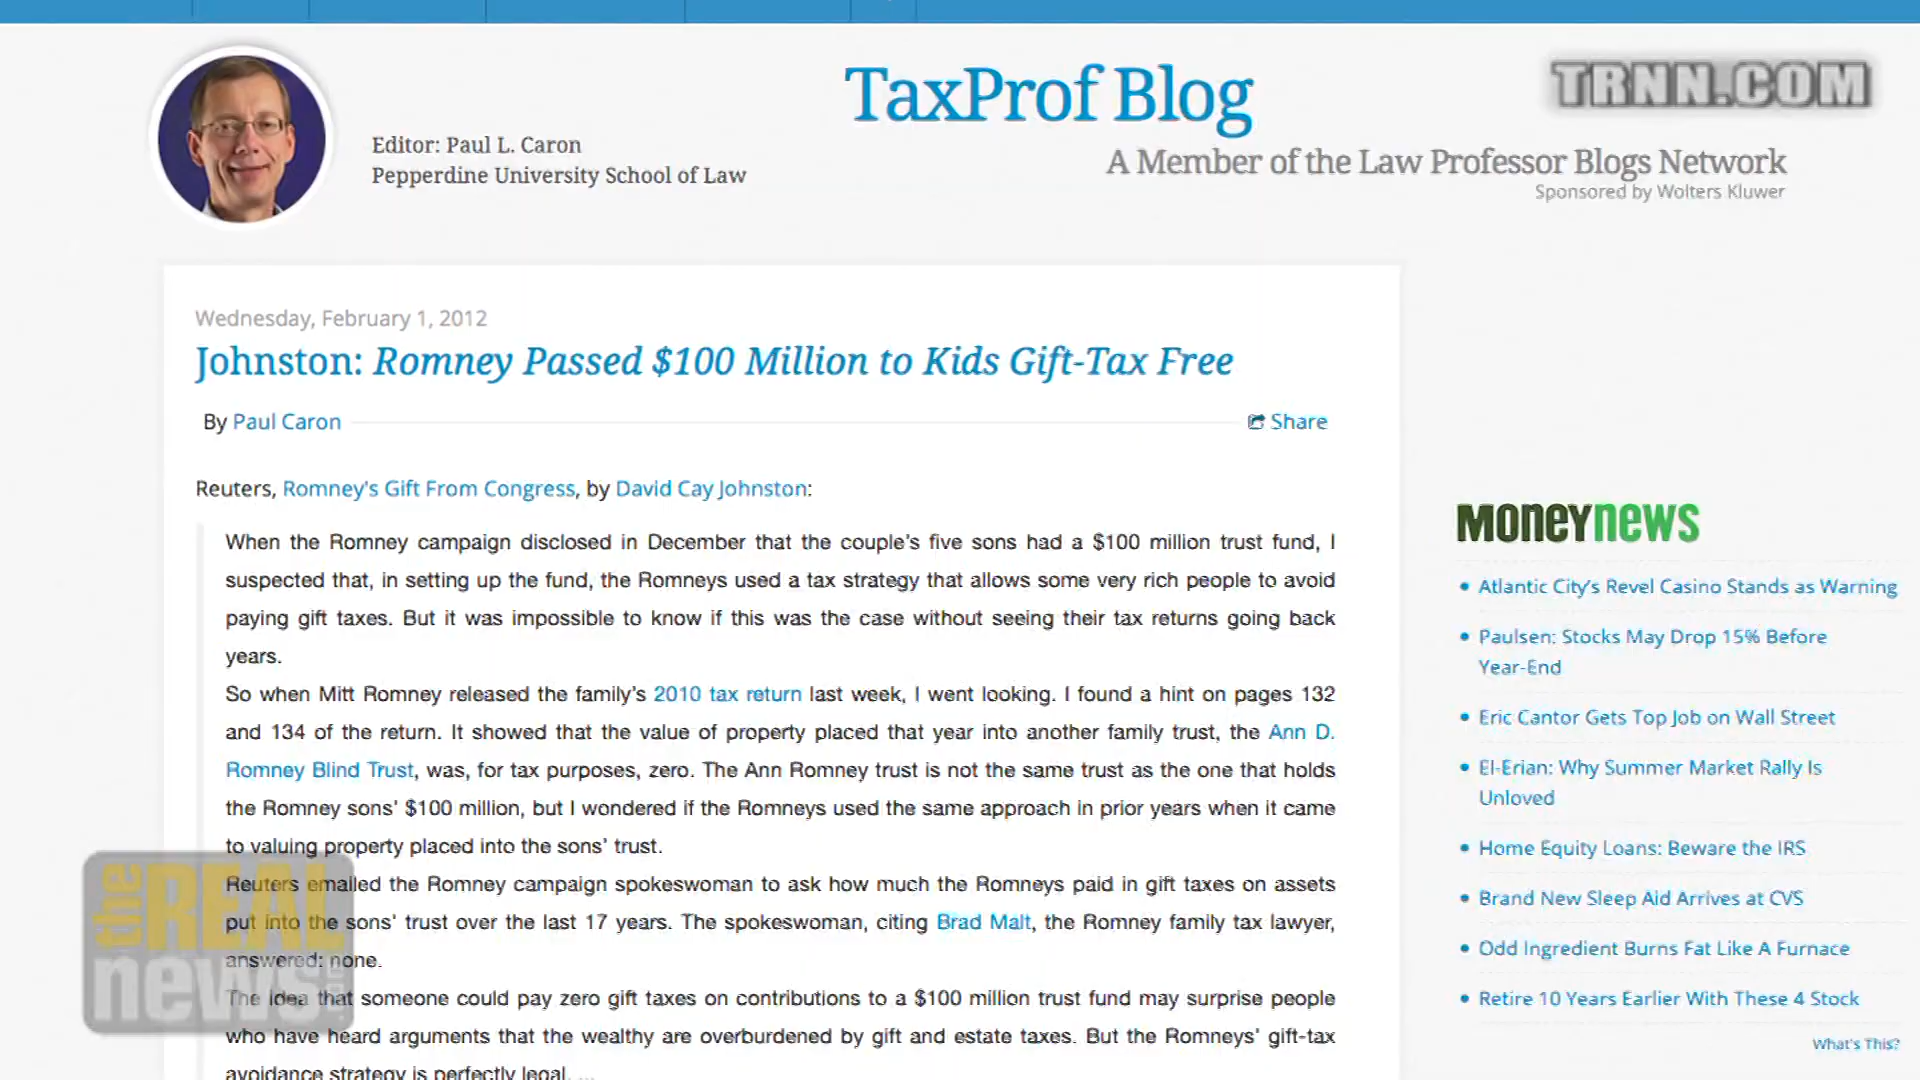 TaxProf Blog
TRNN.COM
Editor: Paul L. Caron
Pepperdine University School of Law
A Member of the Law Professor Blogs Network
Sponsored by Wolters Kluwer
Wednesday, February 1, 2012
Johnston: Romney Passed $100 Million to Kids Gift-Tax Free
By Paul Caron
Share
Reuters, Romney's Gift From Congress, by David Cay Johnston:
When the Romney campaign disclosed in December that the couple's five sons had a $100 million trust fund, I
suspected that, in setting up the fund, the Romneys used a tax strategy that allows some very rich people to avoid
paying gift taxes. But it was impossible to know if this was the case without seeing their tax returns going back
years.
So when Mitt Romney released the family's 2010 tax return last week, I went looking. I found a hint on pages 132
and 134 of the return. It showed that the value of property placed that year into another family trust, the Ann D.
Romney Blind Trust, was, for tax purposes, zero. The Ann Romney trust is not the same trust as the one that holds
the Romney sons' $100 million, but I wondered if the Romneys used the same approach in prior years when it came
to valuing property placed into the sons' trust.
Reuters emailed the Romney campaign spokeswoman to ask how much the Romneys paid in gift taxes on assets
put into the sons' trust over the last 17 years. The spokeswoman, citing Brad Malt, the Romney family tax lawyer,
answered: none.
The idea that someone could pay zero gift taxes on contributions to a $100 million trust fund may surprise people
who have heard arguments that the wealthy are overburdened by gift and estate taxes. But the Romneys' gift-tax
avoidance strategy is perfectly legal. ...
MONEYNEWS
Atlantic City's Revel Casino Stands as Warning
Paulsen: Stocks May Drop 15% Before
Year-End
Eric Cantor Gets Top Job on Wall Street
El-Erian: Why Summer Market Rally Is
Unloved
Home Equity Loans: Beware the IRS
Brand New Sleep Aid Arrives at CVS
Odd Ingredient Burns Fat Like A Furnace
Retire 10 Years Earlier With These 4 Stock
What's This?
the REAL
news.com